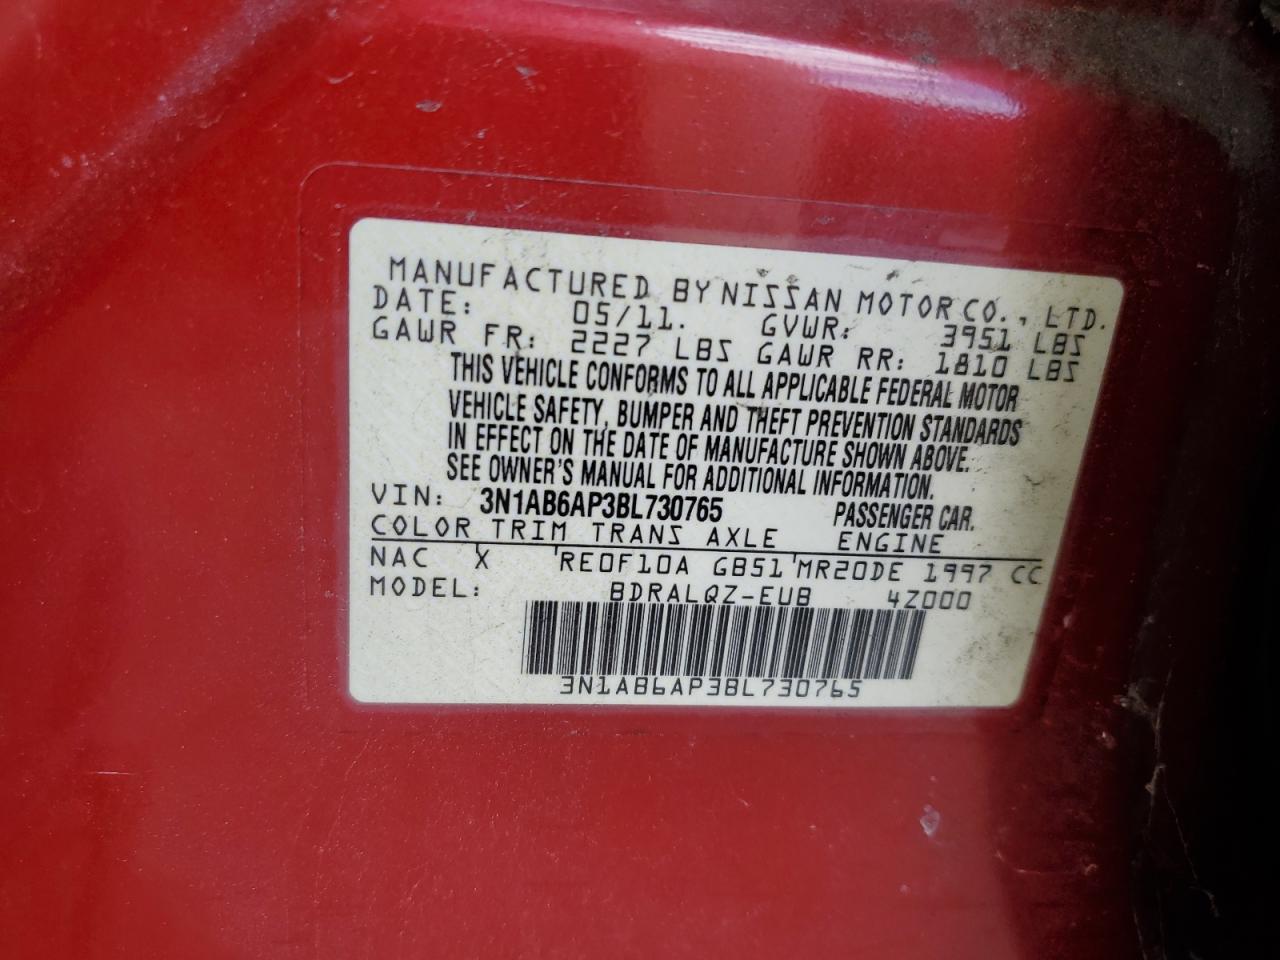 MANUFACTURED BY NISSAN MOTOR CO., LTD.
DATE: 05/11. GVWR: 3951 LBS
GAWR FR: 2227 LBS GAWR RR: 1810 LBS
THIS VEHICLE CONFORMS TO ALL APPLICABLE FEDERAL MOTOR
VEHICLE SAFETY, BUMPER AND THEFT PREVENTION STANDARDS
IN EFFECT ON THE DATE OF MANUFACTURE SHOWN ABOVE.
SEE OWNER'S MANUAL FOR ADDITIONAL INFORMATION.
VIN: 3N1AB6AP3BL730765 PASSENGER CAR.
COLOR TRIM TRANS AXLE ENGINE
NAC X RE0F10A GB51 MR20DE 1997 CC
MODEL: BDRALQZ-EUB 4Z000
3N1AB6AP3BL730765